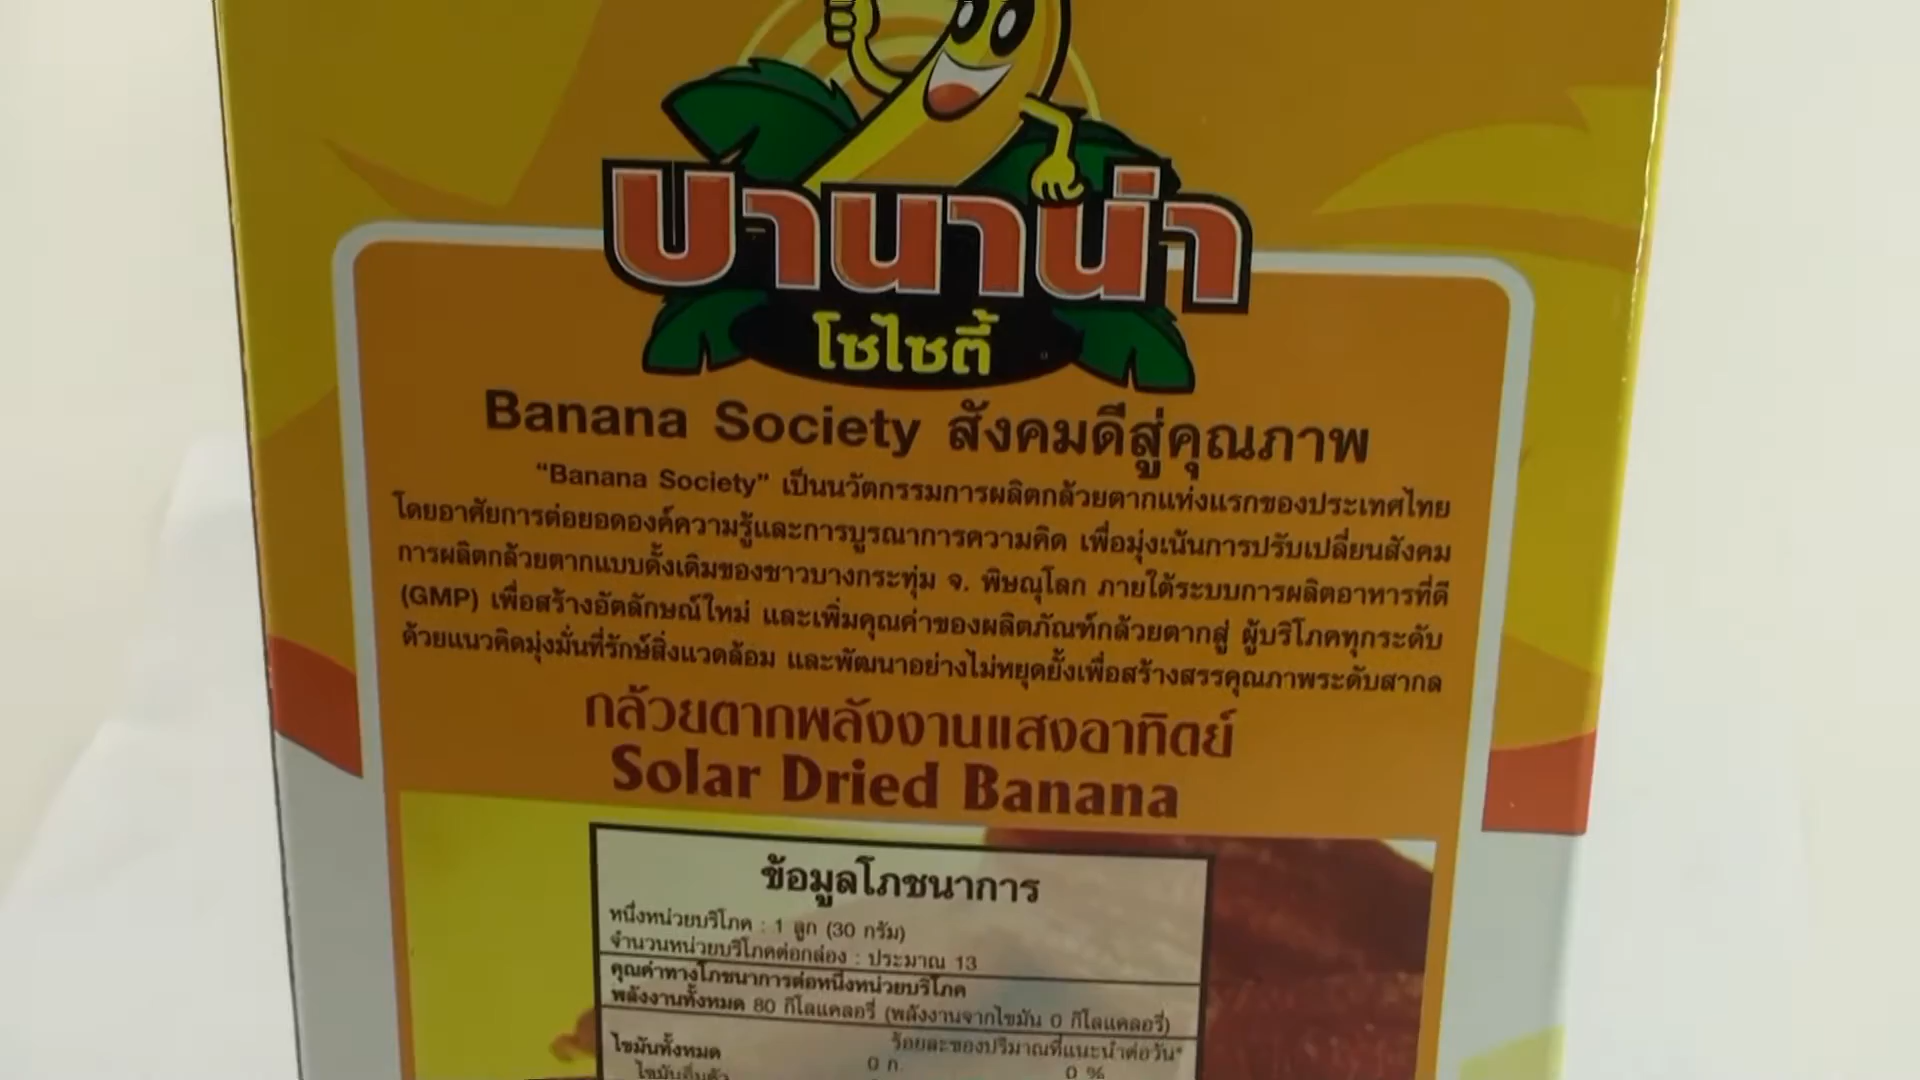 บานาน่า
โซไซตี้
Banana Society สังคมดีสู่คุณภาพ
“Banana Society” เป็นนวัตกรรมการผลิตกล้วยตากแห่งแรกของประเทศไทย
โดยอาศัยการต่อยอดองค์ความรู้และการบูรณาการความคิด เพื่อมุ่งเน้นการปรับเปลี่ยนสังคม
การผลิตกล้วยตากแบบดั้งเดิมของชาวบางกระทุ่ม จ. พิษณุโลก ภายใต้ระบบการผลิตอาหารที่ดี
(GMP) เพื่อสร้างอัตลักษณ์ใหม่ และเพิ่มคุณค่าของผลิตภัณฑ์กล้วยตากสู่ ผู้บริโภคทุกระดับ
ด้วยแนวคิดมุ่งมั่นที่รักษ์สิ่งแวดล้อม และพัฒนาอย่างไม่หยุดยั้งเพื่อสร้างสรรคุณภาพระดับสากล
กล้วยตากพลังงานแสงอาทิตย์
Solar Dried Banana
ข้อมูลโภชนาการ
หนึ่งหน่วยบริโภค : 1 ลูก (30 กรัม)
จำนวนหน่วยบริโภคต่อกล่อง : ประมาณ 13
คุณค่าทางโภชนาการต่อหนึ่งหน่วยบริโภค
พลังงานทั้งหมด 80 กิโลแคลอรี่ (พลังงานจากไขมัน 0 กิโลแคลอรี่)
ร้อยละของปริมาณที่แนะนำต่อวัน*
ไขมันทั้งหมด 0 ก. 0 %
ไขมันอิ่มตัว